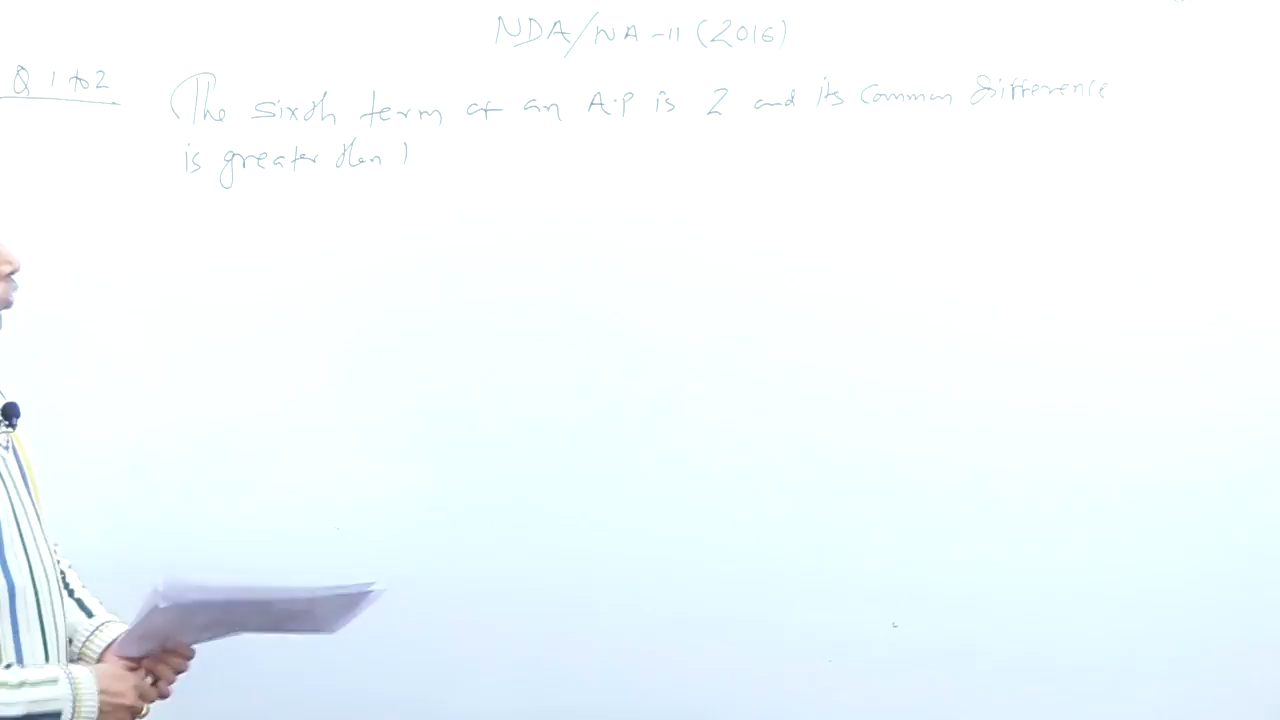 NDA/NA-II (2016)
Q 1 to 2
The sixth term of an A.P is 2 and its Common difference
is greater than 1